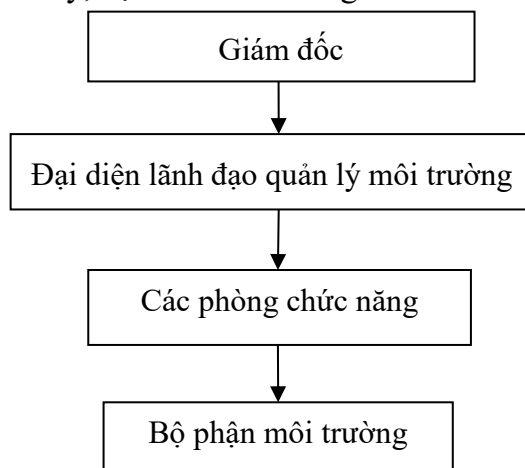 Giám đốc
Đại diện lãnh đạo quản lý môi trường
Các phòng chức năng
Bộ phận môi trường